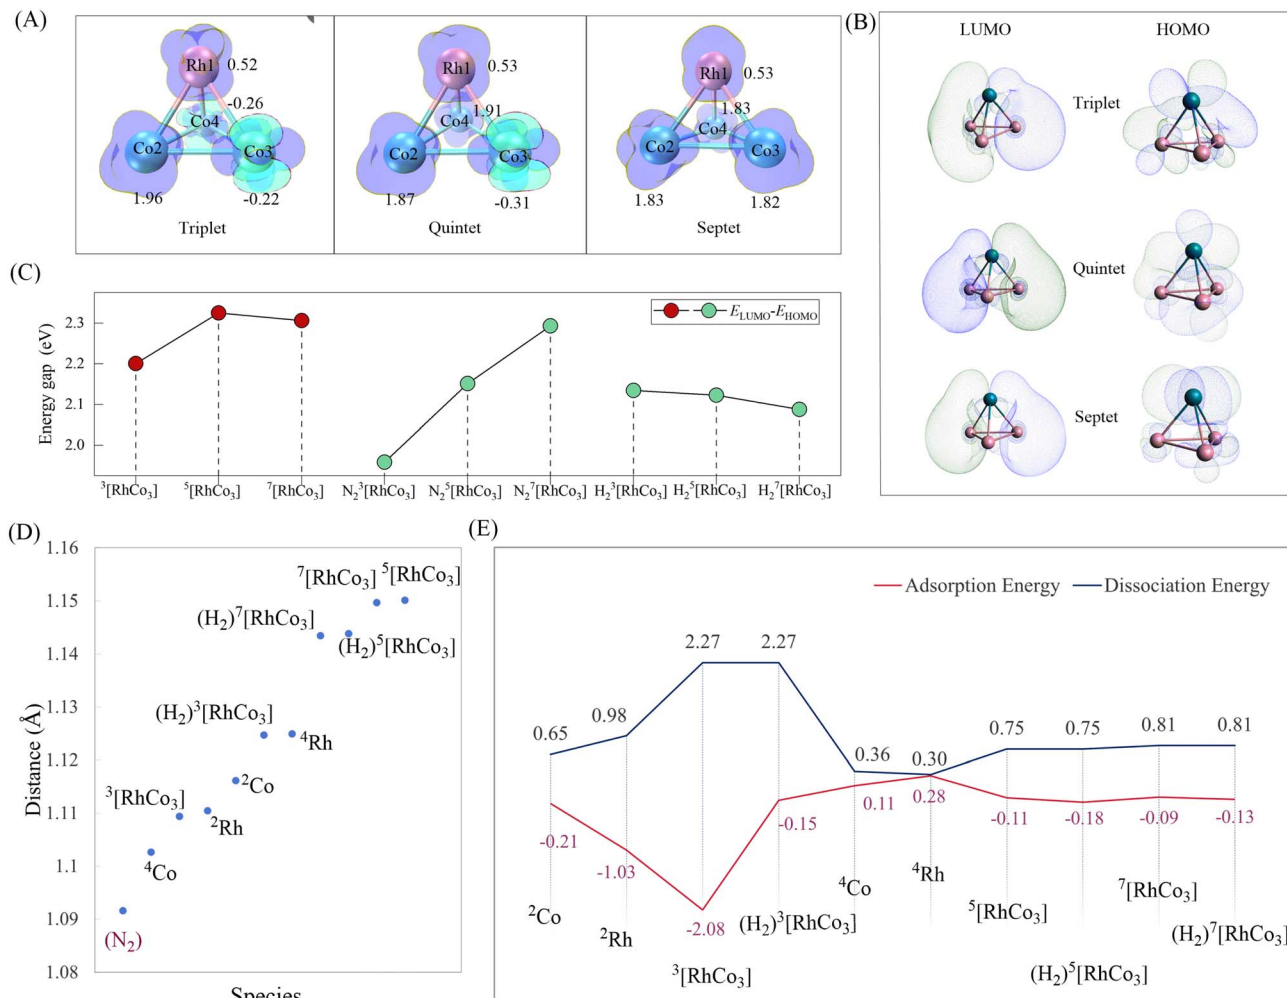 (A)
Rh1
0.52
-0.26
Co4
Co2
Co3
1.96
-0.22
Triplet
Rh1
0.53
1.91
Co4
Co2
Co3
1.87
-0.31
Quintet
Rh1
0.53
1.83
Co4
Co2
Co3
1.83
1.82
Septet
(B)
LUMO
HOMO
Triplet
Quintet
Septet
(C)
Energy gap (eV)
2.3
2.2
2.1
2.0
E_LUMO-E_HOMO
³[RhCo₃]
⁵[RhCo₃]
⁷[RhCo₃]
N₂³[RhCo₃]
N₂⁵[RhCo₃]
N₂⁷[RhCo₃]
H₂³[RhCo₃]
H₂⁵[RhCo₃]
H₂⁷[RhCo₃]
(D)
Distance (Å)
1.16
1.15
1.14
1.13
1.12
1.11
1.1
1.09
1.08
⁷[RhCo₃]
⁵[RhCo₃]
(H₂)⁷[RhCo₃]
(H₂)⁵[RhCo₃]
(H₂)³[RhCo₃]
⁴Rh
²Co
³[RhCo₃]
²Rh
⁴Co
(N₂)
Species
(E)
Adsorption Energy
Dissociation Energy
0.65
0.98
2.27
2.27
0.36
0.30
0.75
0.75
0.81
0.81
-0.21
-1.03
-2.08
-0.15
0.11
0.28
-0.11
-0.18
-0.09
-0.13
²Co
²Rh
³[RhCo₃]
(H₂)³[RhCo₃]
⁴Co
⁴Rh
⁵[RhCo₃]
(H₂)⁵[RhCo₃]
⁷[RhCo₃]
(H₂)⁷[RhCo₃]